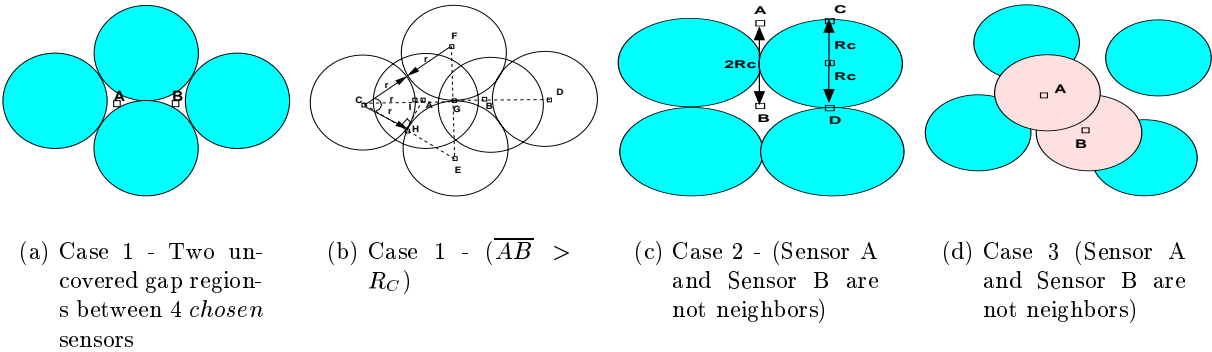 A
B
F
r
r
C
r
r
I
A
G
B
D
H
E
A
C
2Rc
Rc
Rc
B
D
A
B
(a) Case 1 - Two un-
covered gap region-
s between 4 chosen
sensors
(b) Case 1 - (AB >
RC)
(c) Case 2 - (Sensor A
and Sensor B are
not neighbors)
(d) Case 3 (Sensor A
and Sensor B are
not neighbors)